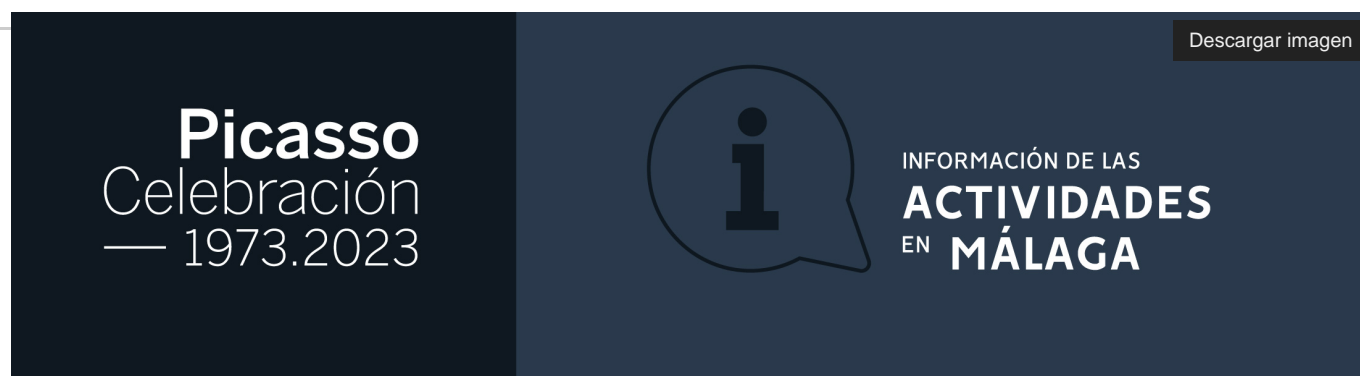 Descargar imagen
Picasso
Celebración
— 1973.2023
i
INFORMACIÓN DE LAS
ACTIVIDADES
EN MÁLAGA